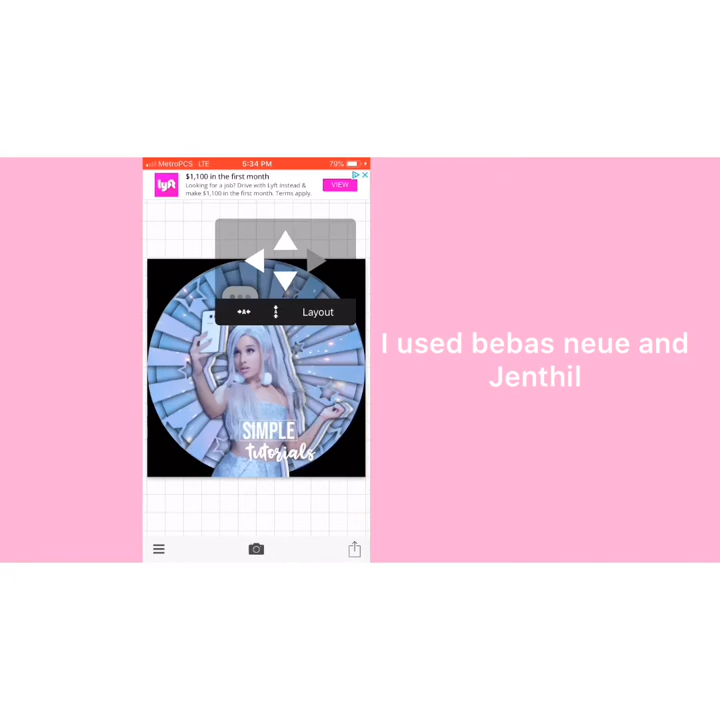 MetroPCS LTE 5:34 PM 79%
lyft
$1,100 in the first month
Looking for a job? Drive with Lyft instead &
make $1,100 in the first month. Terms apply.
VIEW
Layout
SIMPLE
tutorials
I used bebas neue and
Jenthil